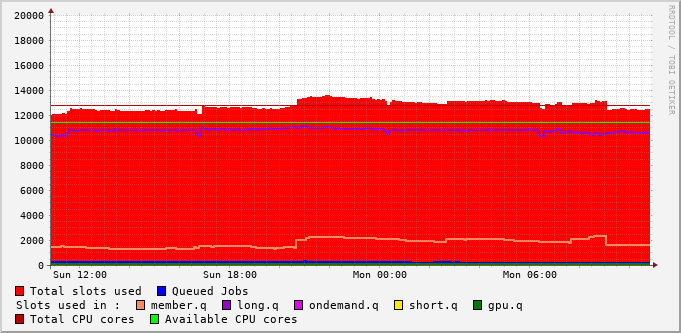 20000
18000
16000
14000
12000
10000
8000
6000
4000
2000
0
Sun 12:00 Sun 18:00 Mon 00:00 Mon 06:00
RRDTOOL / TOBI OETIKER
Total slots used Queued Jobs
Slots used in : member.q long.q ondemand.q short.q gpu.q
Total CPU cores Available CPU cores